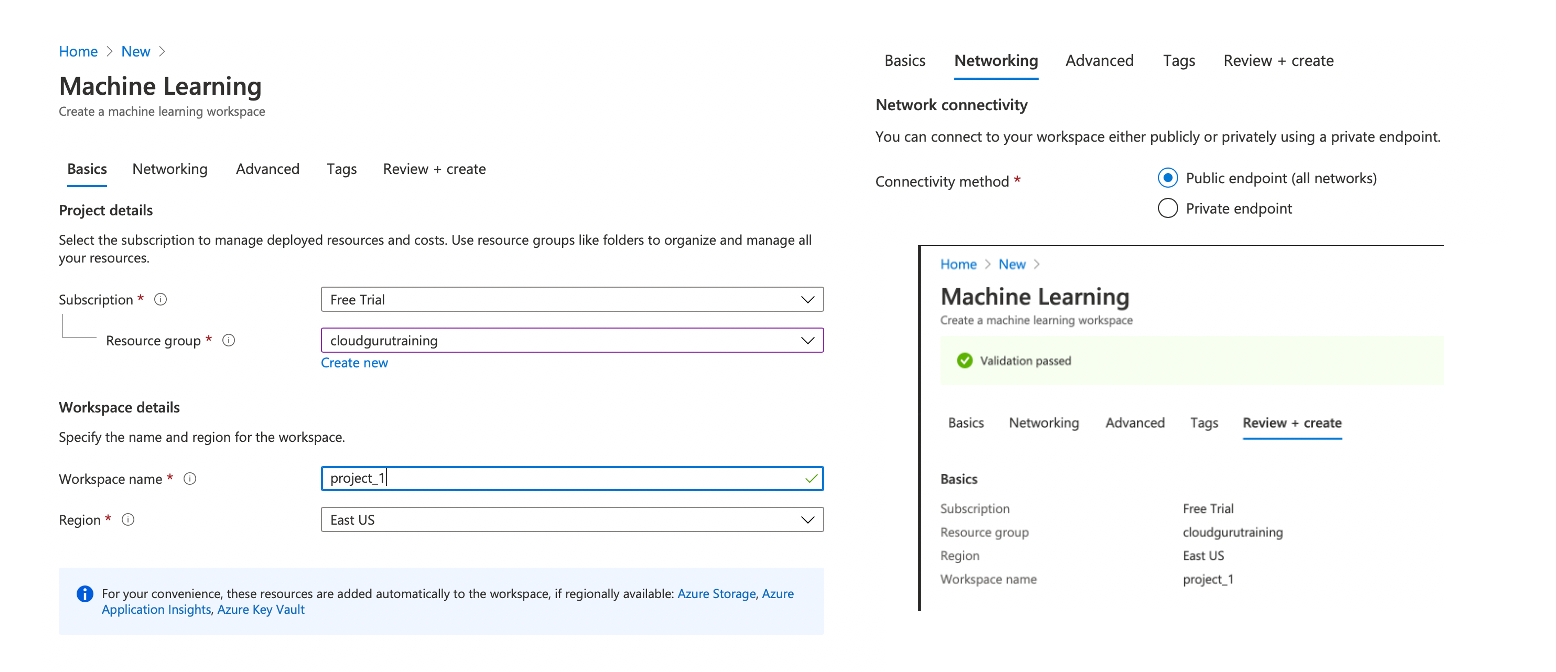 Home > New >
Machine Learning
Create a machine learning workspace
Basics Networking Advanced Tags Review + create
Project details
Select the subscription to manage deployed resources and costs. Use resource groups like folders to organize and manage all
your resources.
Subscription * Free Trial
Resource group * cloudgurutraining
Create new
Workspace details
Specify the name and region for the workspace.
Workspace name * project_1
Region * East US
For your convenience, these resources are added automatically to the workspace, if regionally available: Azure Storage, Azure
Application Insights, Azure Key Vault
Basics Networking Advanced Tags Review + create
Network connectivity
You can connect to your workspace either publicly or privately using a private endpoint.
Connectivity method * Public endpoint (all networks)
Private endpoint
Home > New >
Machine Learning
Create a machine learning workspace
Validation passed
Basics Networking Advanced Tags Review + create
Basics
Subscription Free Trial
Resource group cloudgurutraining
Region East US
Workspace name project_1